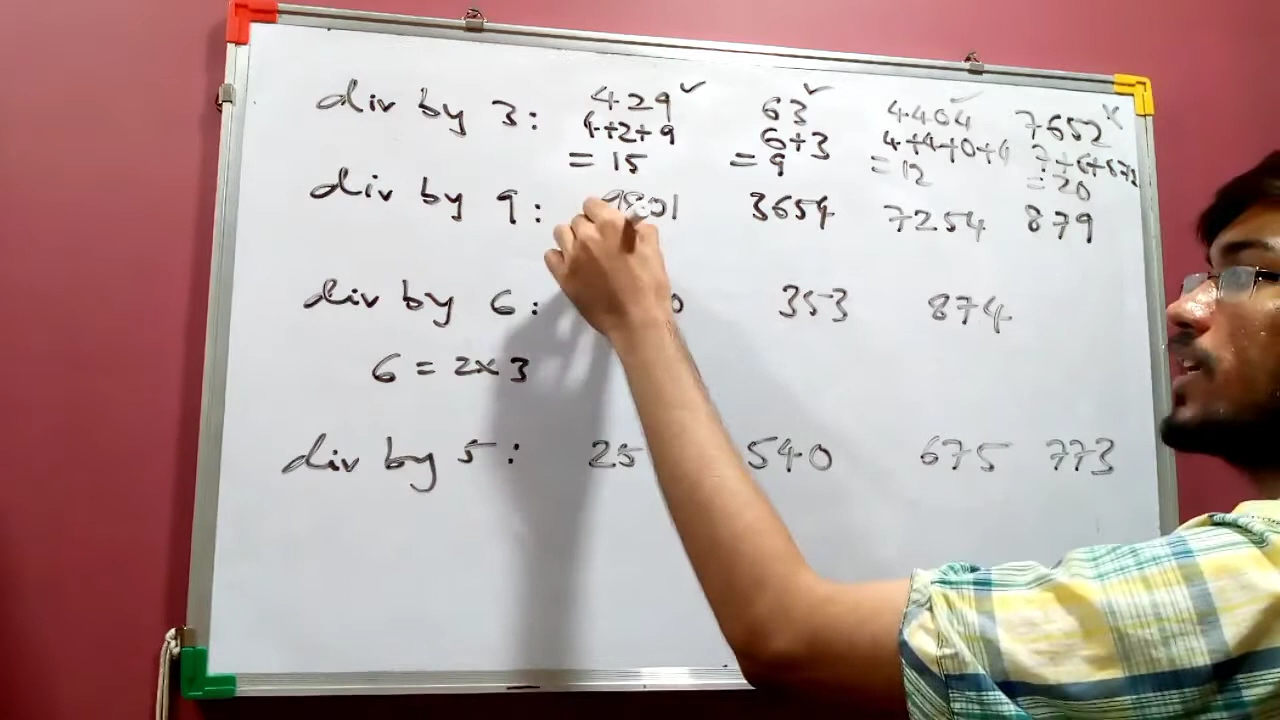 div by 3: 429 ✓ 63 ✓ 4404 ✓ 7652 ×
4+2+9 6+3 4+4+0+4
= 15 = 9 = 12 = 20
div by 9: 3654 7254 879
div by 6: 353 874
6 = 2×3
div by 5: 540 675 773